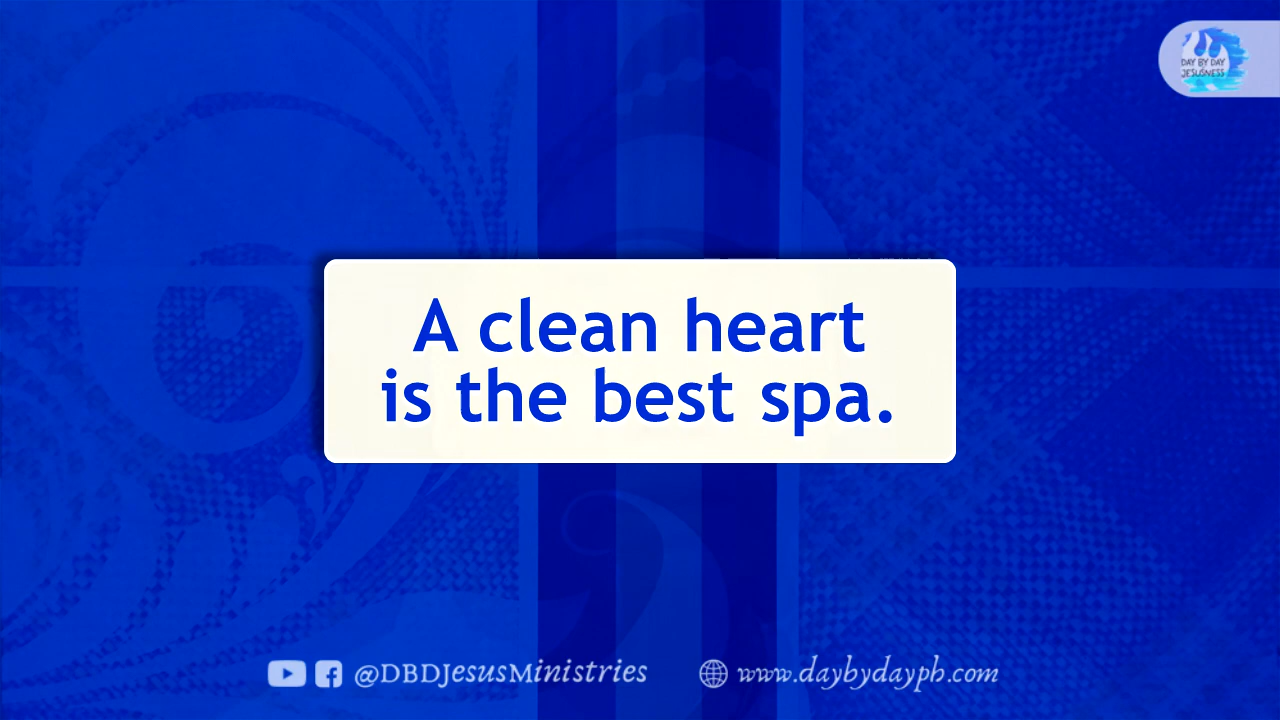 DAY BY DAY
JESUSNESS
A clean heart
is the best spa.
@DBDJesusMinistries
www.daybydayph.com